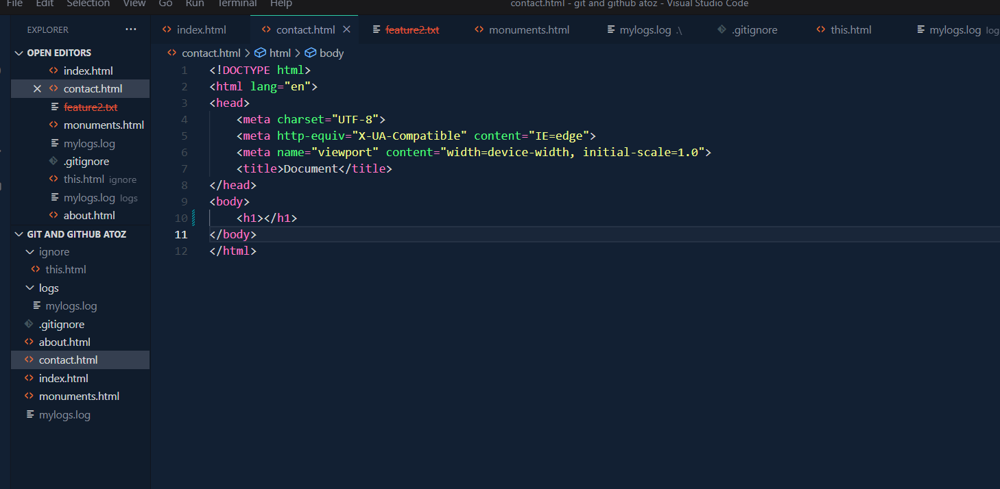 File Edit Selection View Go Run Terminal Help contact.html - git and github atoz - Visual Studio Code
EXPLORER ···
OPEN EDITORS
index.html
contact.html
feature2.txt
monuments.html
mylogs.log
.gitignore
this.html ignore
mylogs.log logs
about.html
GIT AND GITHUB ATOZ
ignore
this.html
logs
mylogs.log
.gitignore
about.html
contact.html
index.html
monuments.html
mylogs.log
index.html contact.html feature2.txt monuments.html mylogs.log .\ .gitignore this.html mylogs.log log
contact.html > html > body
1 <!DOCTYPE html>
2 <html lang="en">
3 <head>
4 <meta charset="UTF-8">
5 <meta http-equiv="X-UA-Compatible" content="IE=edge">
6 <meta name="viewport" content="width=device-width, initial-scale=1.0">
7 <title>Document</title>
8 </head>
9 <body>
10 <h1></h1>
11 </body>
12 </html>